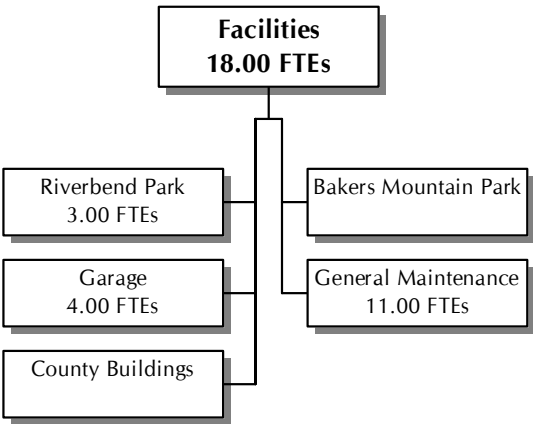 Facilities
18.00 FTEs
Riverbend Park
3.00 FTEs
Bakers Mountain Park
Garage
4.00 FTEs
General Maintenance
11.00 FTEs
County Buildings